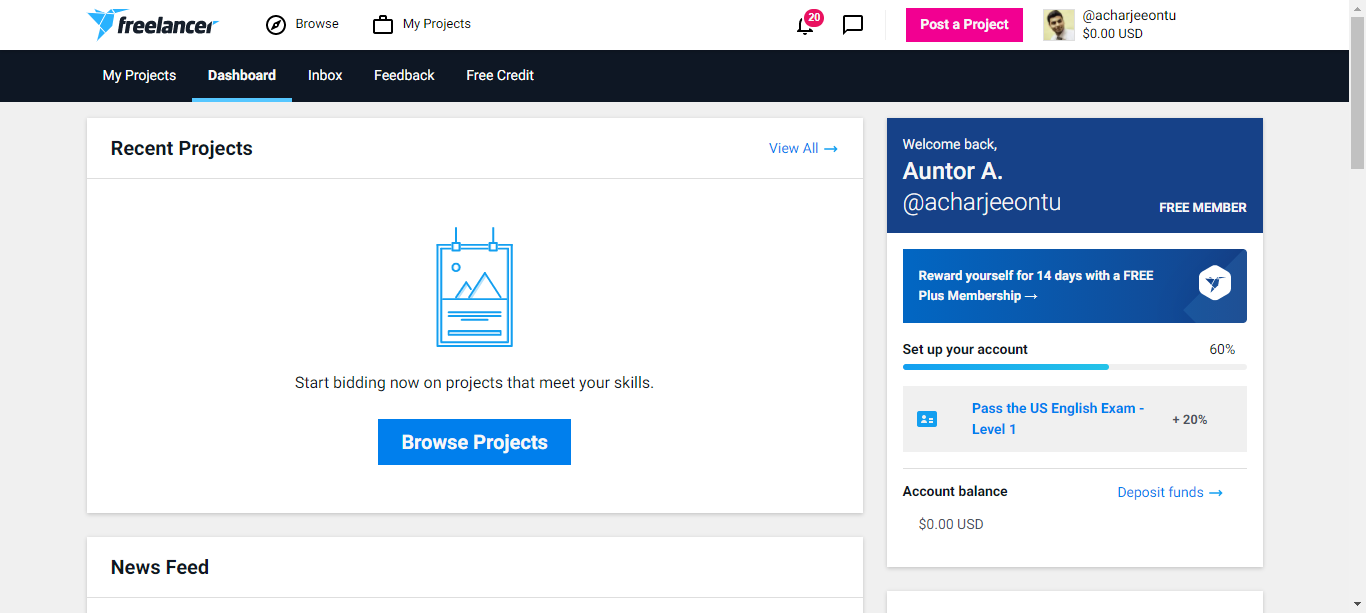 freelancer
Browse
My Projects
20
Post a Project
@acharjeeontu
$0.00 USD
My Projects
Dashboard
Inbox
Feedback
Free Credit
Recent Projects
View All →
Start bidding now on projects that meet your skills.
Browse Projects
News Feed
Welcome back,
Auntor A.
@acharjeeontu
FREE MEMBER
Reward yourself for 14 days with a FREE
Plus Membership →
Set up your account
60%
Pass the US English Exam -
Level 1
+ 20%
Account balance
Deposit funds →
$0.00 USD